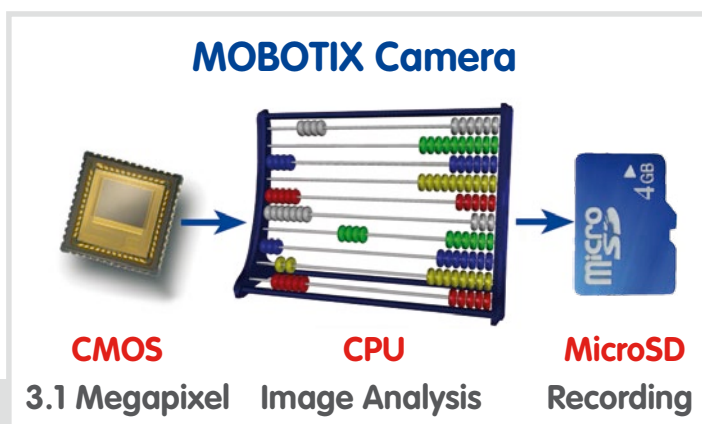 MOBOTIX Camera
micro
SD
4GB
CMOS CPU MicroSD
3.1 Megapixel Image Analysis Recording